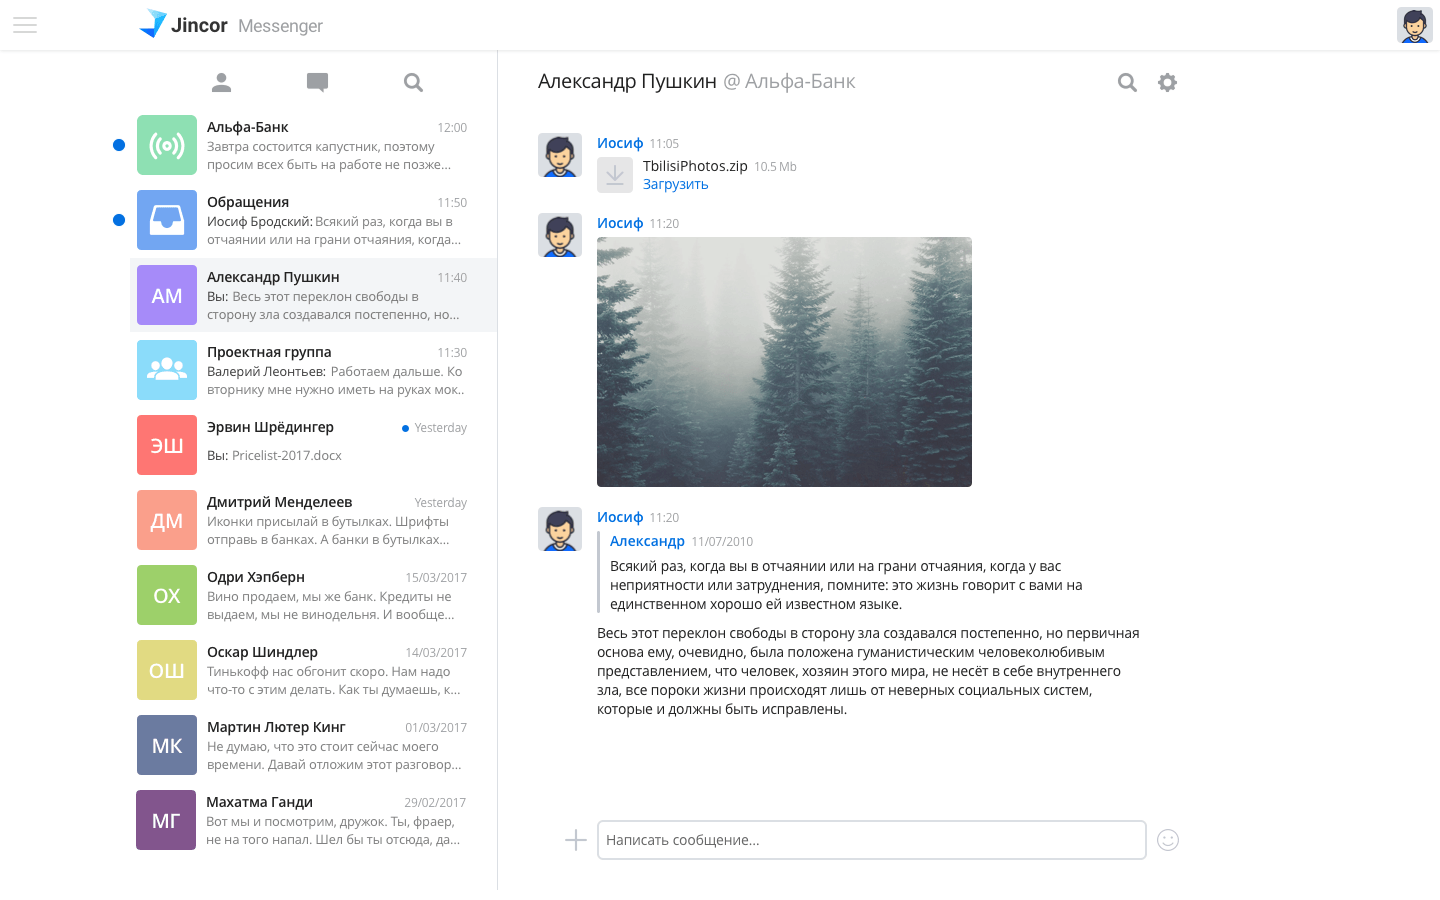 Jincor Messenger
Альфа-Банк 12:00
Завтра состоится капустник, поэтому
просим всех быть на работе не позже...
Обращения 11:50
Иосиф Бродский: Всякий раз, когда вы в
отчаянии или на грани отчаяния, когда...
АМ
Александр Пушкин 11:40
Вы: Весь этот переклон свободы в
сторону зла создавался постепенно, но...
Проектная группа 11:30
Валерий Леонтьев: Работаем дальше. Ко
вторнику мне нужно иметь на руках мок..
ЭШ
Эрвин Шрёдингер Yesterday
Вы: Pricelist-2017.docx
ДМ
Дмитрий Менделеев Yesterday
Иконки присылай в бутылках. Шрифты
отправь в банках. А банки в бутылках...
ОХ
Одри Хэпберн 15/03/2017
Вино продаем, мы же банк. Кредиты не
выдаем, мы не винодельня. И вообще...
ОШ
Оскар Шиндлер 14/03/2017
Тинькофф нас обгонит скоро. Нам надо
что-то с этим делать. Как ты думаешь, к...
МК
Мартин Лютер Кинг 01/03/2017
Не думаю, что это стоит сейчас моего
времени. Давай отложим этот разговор...
МГ
Махатма Ганди 29/02/2017
Вот мы и посмотрим, дружок. Ты, фраер,
не на того напал. Шел бы ты отсюда, да...
Александр Пушкин @ Альфа-Банк
Иосиф 11:05
TbilisiPhotos.zip 10.5 Mb
Загрузить
Иосиф 11:20
Иосиф 11:20
Александр 11/07/2010
Всякий раз, когда вы в отчаянии или на грани отчаяния, когда у вас
неприятности или затруднения, помните: это жизнь говорит с вами на
единственном хорошо ей известном языке.
Весь этот переклон свободы в сторону зла создавался постепенно, но первичная
основа ему, очевидно, была положена гуманистическим человеколюбивым
представлением, что человек, хозяин этого мира, не несёт в себе внутреннего
зла, все пороки жизни происходят лишь от неверных социальных систем,
которые и должны быть исправлены.
Написать сообщение...